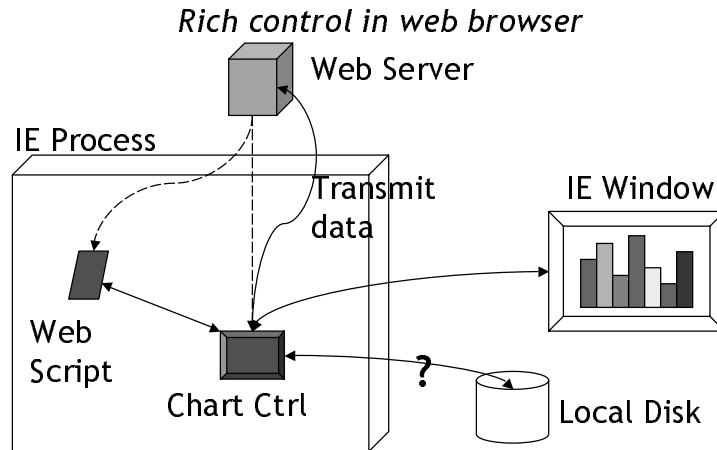 Rich control in web browser
Web Server
IE Process
Transmit
data
IE Window
Web
Script
Chart Ctrl
?
Local Disk